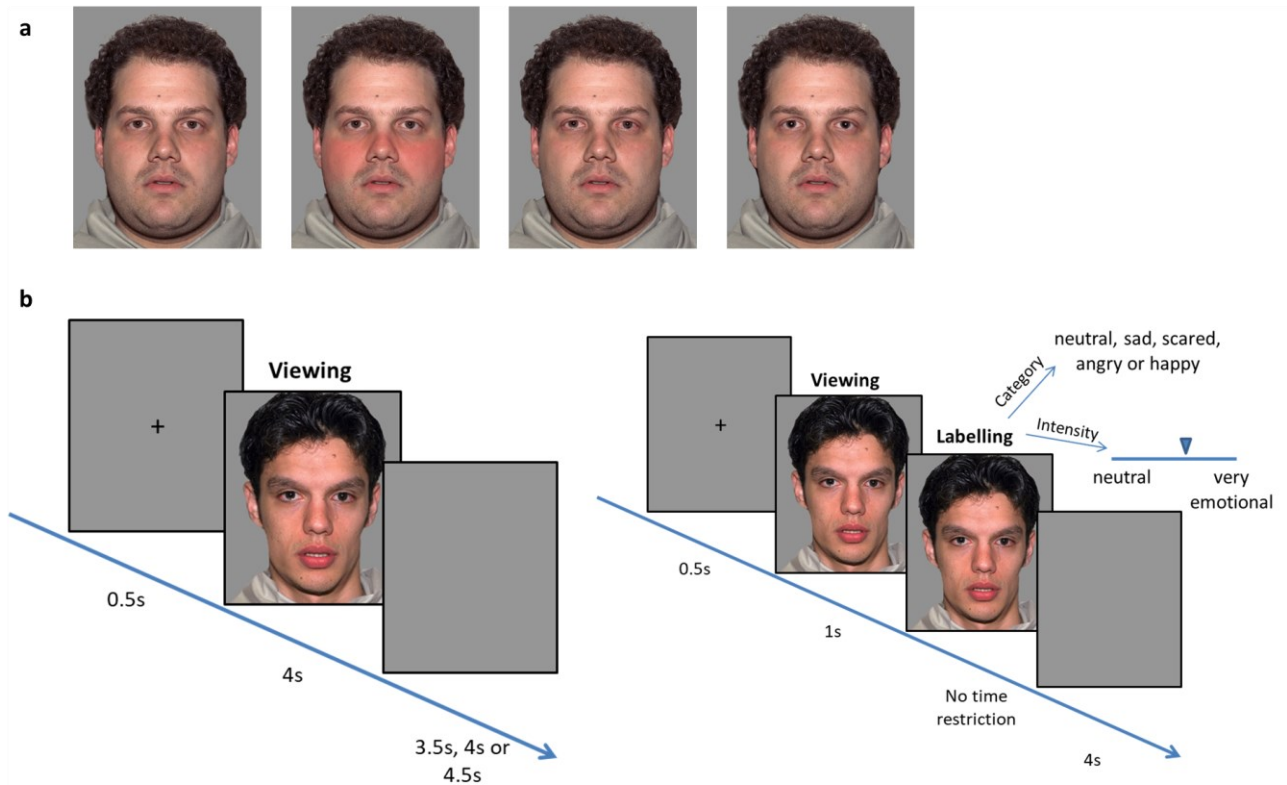 a
b
Viewing
+
0.5s
4s
3.5s, 4s or
4.5s
Viewing
Labelling
+
Category
neutral, sad, scared,
angry or happy
Intensity
neutral
very
emotional
0.5s
1s
No time
restriction
4s